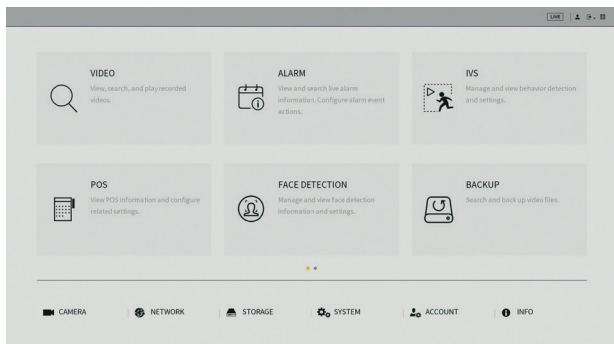 LIVE
VIDEO
View, search, and play recorded
videos.
ALARM
View and search live alarm
information. Configure alarm event
actions.
IVS
Manage and view behavior detection
and settings.
POS
View POS information and configure
related settings.
FACE DETECTION
Manage and view face detection
information and settings.
BACKUP
Search and back up video files.
CAMERA
NETWORK
STORAGE
SYSTEM
ACCOUNT
INFO